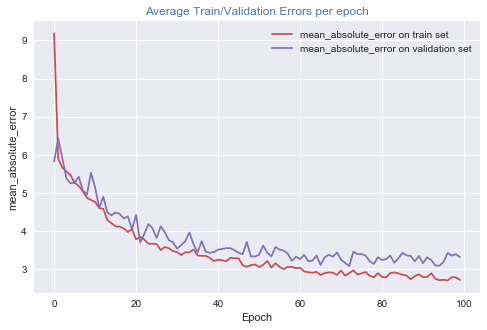 Average Train/Validation Errors per epoch
mean_absolute_error on train set
mean_absolute_error on validation set
mean_absolute_error
9
8
7
6
5
4
3
0
20
40
60
80
100
Epoch